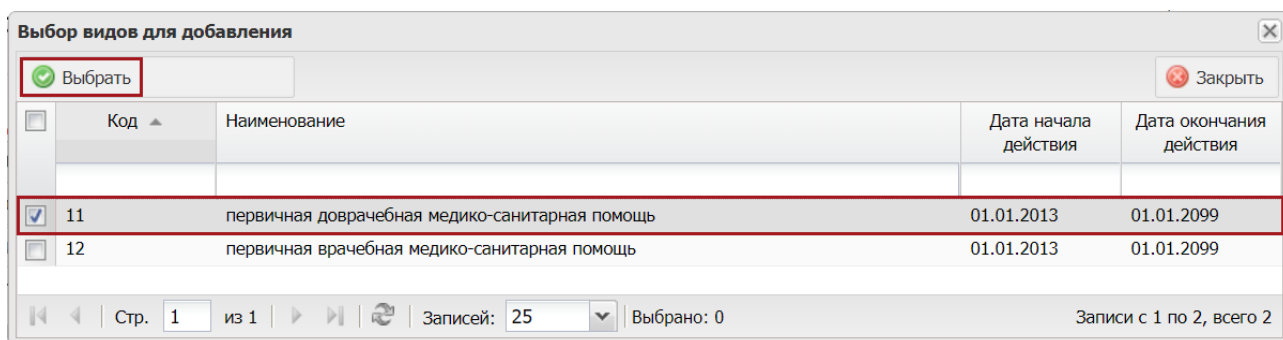 Выбор видов для добавления
Выбрать Закрыть
Код Наименование Дата начала действия Дата окончания действия
11 первичная доврачебная медико-санитарная помощь 01.01.2013 01.01.2099
12 первичная врачебная медико-санитарная помощь 01.01.2013 01.01.2099
Стр. 1 из 1 Записей: 25 Выбрано: 0 Записи с 1 по 2, всего 2